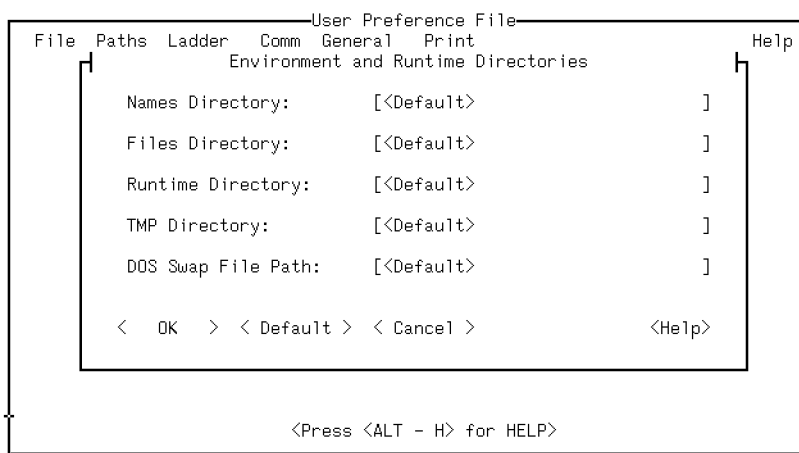 User Preference File
File Paths Ladder Comm General Print Help
Environment and Runtime Directories
Names Directory: [<Default> ]
Files Directory: [<Default> ]
Runtime Directory: [<Default> ]
TMP Directory: [<Default> ]
DOS Swap File Path: [<Default> ]
< OK > < Default > < Cancel > <Help>
<Press <ALT - H> for HELP>